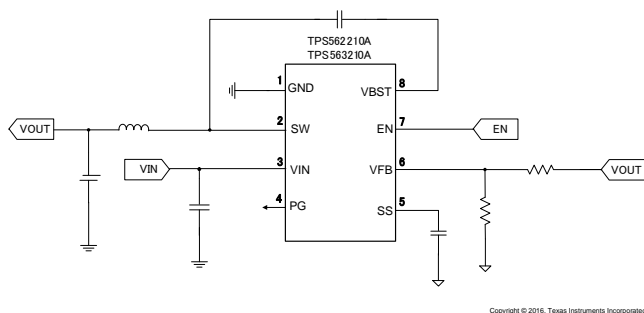 TPS562210A
TPS563210A
1 GND
VBST 8
VOUT
2 SW
EN 7
EN
VIN
3 VIN
VFB 6
VOUT
4 PG
SS 5
Copyright © 2016, Texas Instruments Incorporated